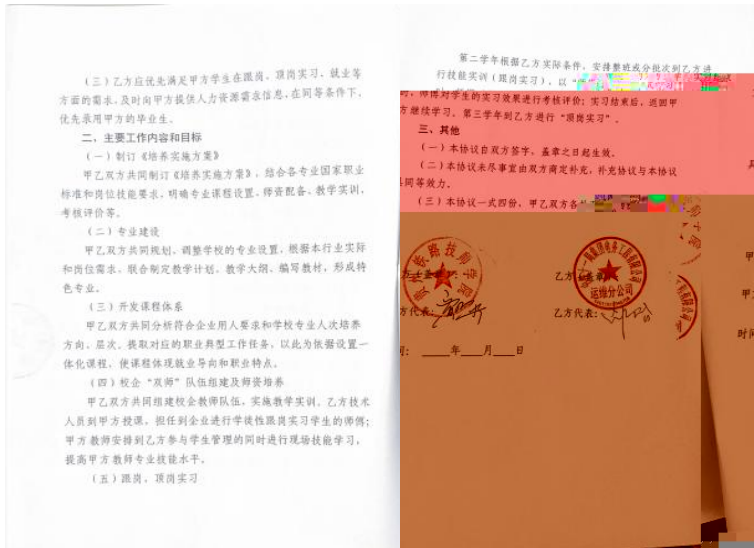 （三）乙方应优先满足甲方学生在跟岗、顶岗实习、就业等
方面的需求，及时向甲方提供人力资源需求信息，在同等条件下，
优先录用甲方的毕业生。
二、主要工作内容和目标
（一）制订《培养实施方案》
甲乙双方共同制订《培养实施方案》，结合各专业国家职业
标准和岗位技能要求，明确专业课程设置、师资配备、教学实训、
考核评价等。
（二）专业建设
甲乙双方共同规划、调整学校的专业设置，根据本行业实际
和岗位需求，联合制定教学计划、教学大纲、编写教材，形成特
色专业。
（三）开发课程体系
甲乙双方共同分析符合企业用人要求和学校专业人次培养
方向、层次，提取对应的职业典型工作任务，以此为依据设置一
体化课程，使课程体现就业导向和职业特点。
（四）校企“双师”队伍组建及师资培养
甲乙双方共同组建校企教师队伍，实施教学实训。乙方技术
人员到甲方授课，担任到企业进行学徒性跟岗实习学生的师傅；
甲方教师安排到乙方参与学生管理的同时进行现场技能学习，
提高甲方教师专业技能水平。
（五）跟岗、顶岗实习
第二学年根据乙方实际条件，安排整班或分批次到乙方进
行技能实训（跟岗实习），以“
时，师傅对学生的实习效果进行考核评价；实习结束后，返回甲
方继续学习。第三学年到乙方进行“顶岗实习”。
三、其他
（一）本协议自双方签字、盖章之日起生效。
（二）本协议未尽事宜由双方商定补充，补充协议与本协议
具同等效力。
（三）本协议一式四份，甲乙双方各
铁路技师学院
乙方
运维分公司
方代表：
乙方代表：
间： 年 月 日
甲
甲方
时间